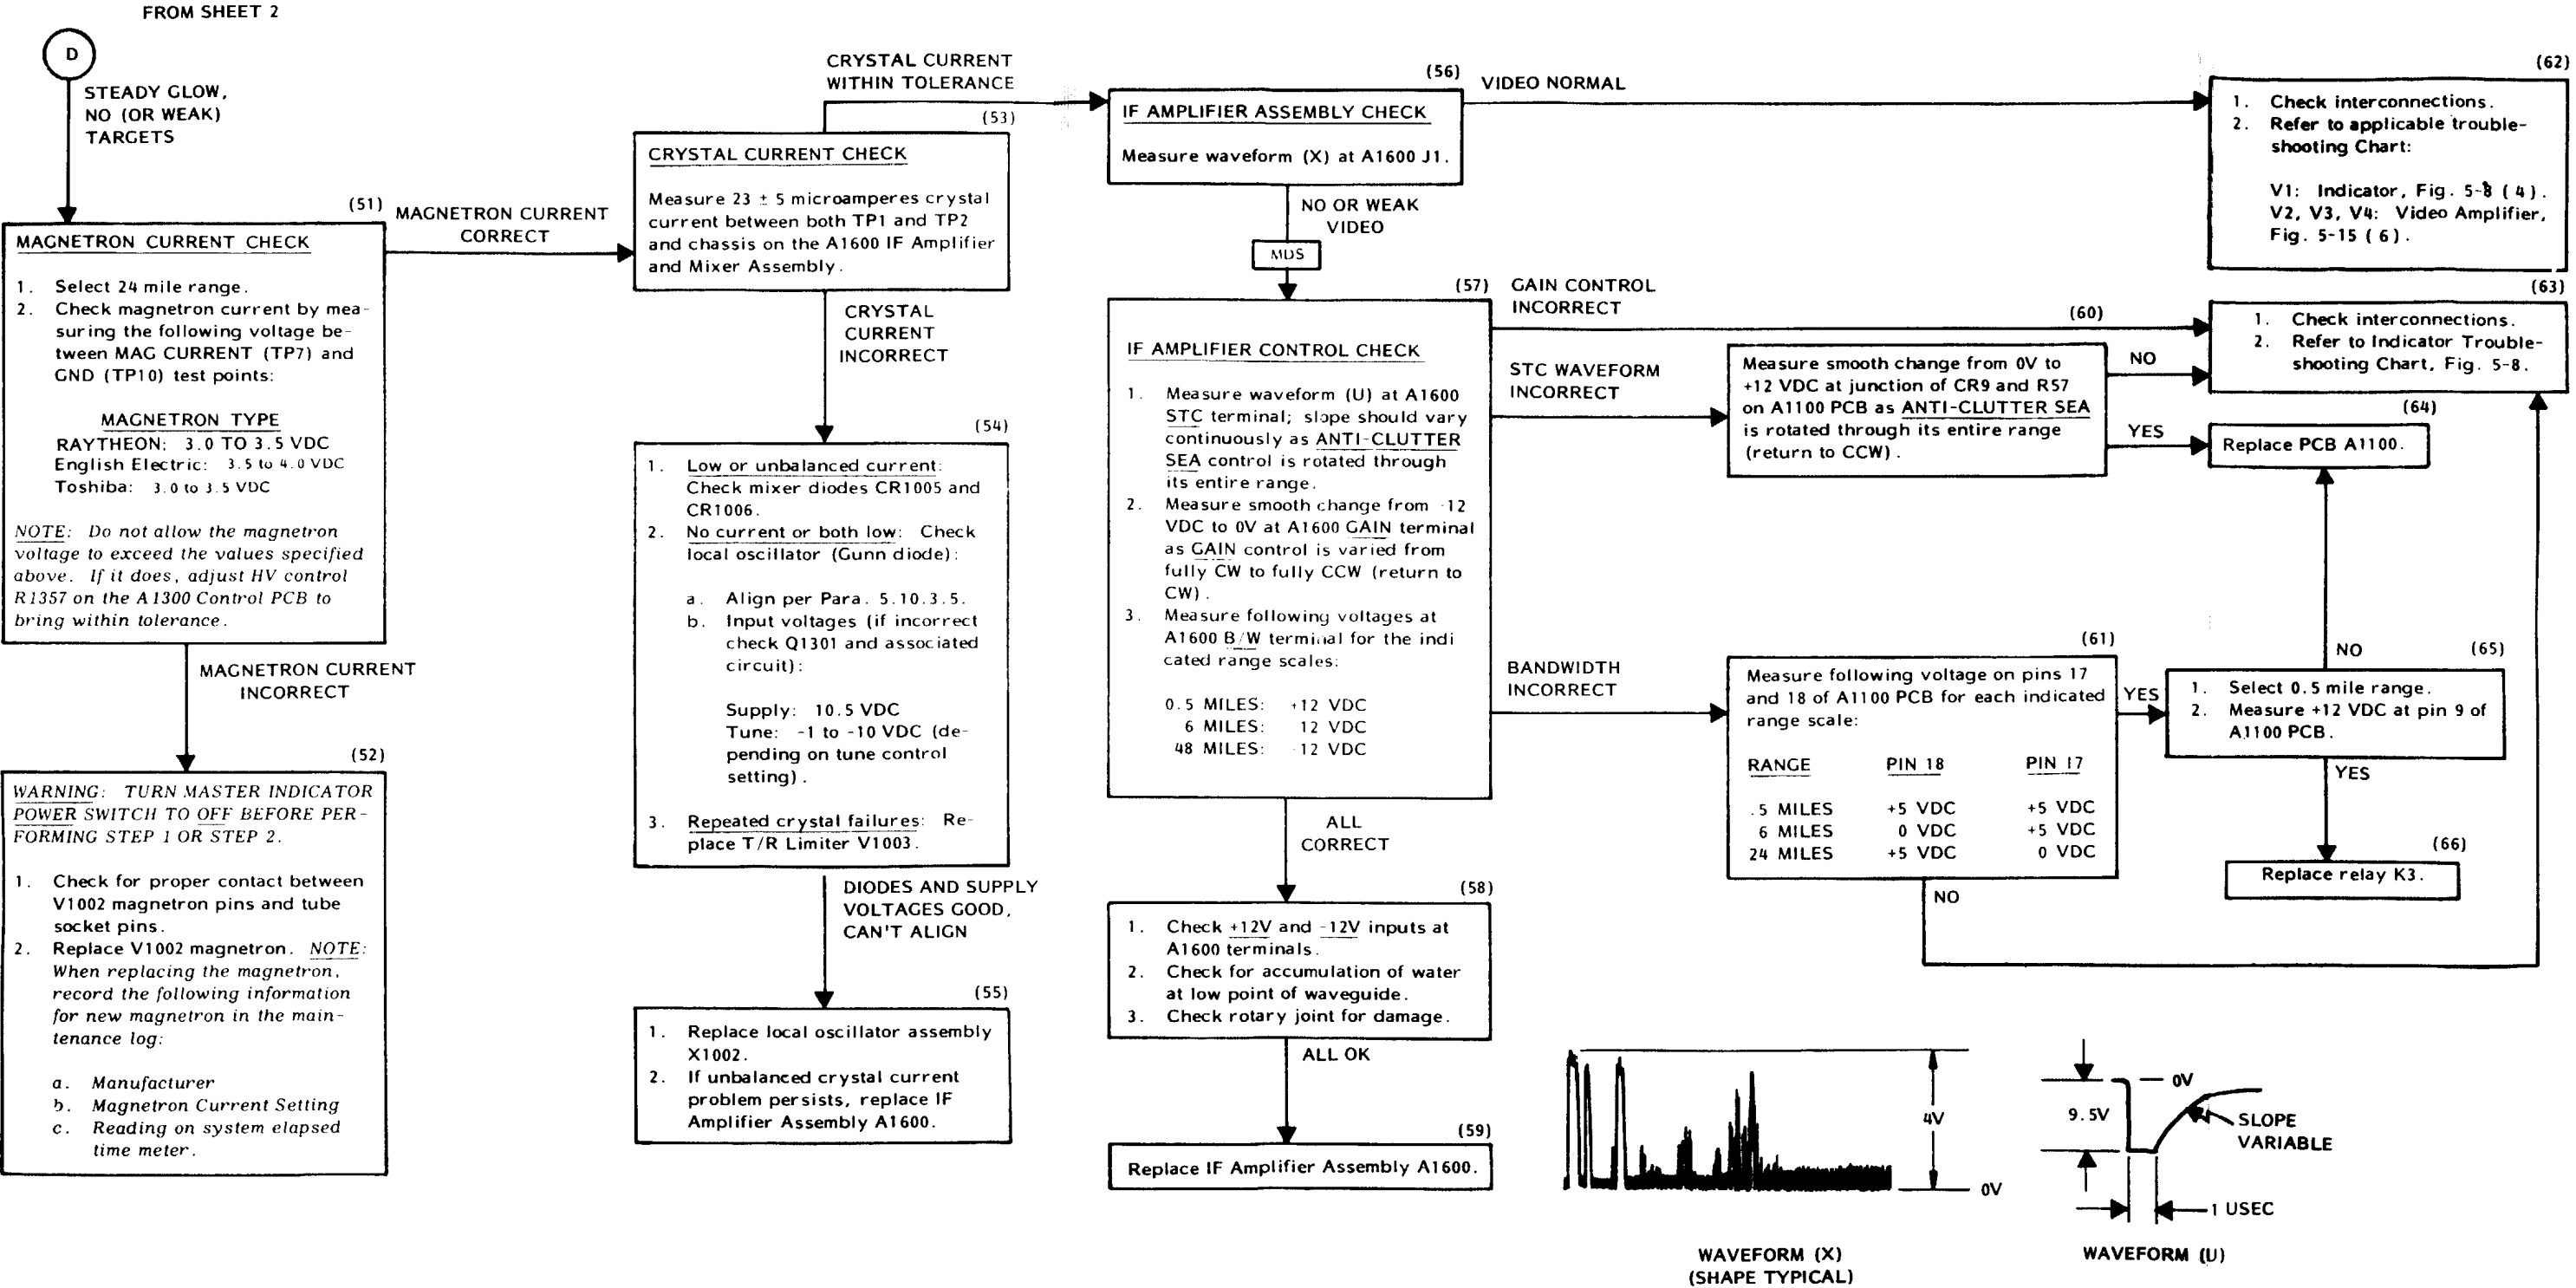 FROM SHEET 2
D
STEADY GLOW,
NO (OR WEAK)
TARGETS
(51)
MAGNETRON CURRENT CHECK
1. Select 24 mile range.
2. Check magnetron current by mea-
suring the following voltage be-
tween MAG CURRENT (TP7) and
GND (TP10) test points:
MAGNETRON TYPE
RAYTHEON: 3.0 TO 3.5 VDC
English Electric: 3.5 to 4.0 VDC
Toshiba: 3.0 to 3.5 VDC
NOTE: Do not allow the magnetron
voltage to exceed the values specified
above. If it does, adjust HV control
R1357 on the A1300 Control PCB to
bring within tolerance.
MAGNETRON CURRENT
INCORRECT
(52)
WARNING: TURN MASTER INDICATOR
POWER SWITCH TO OFF BEFORE PER-
FORMING STEP 1 OR STEP 2.
1. Check for proper contact between
V1002 magnetron pins and tube
socket pins.
2. Replace V1002 magnetron. NOTE:
When replacing the magnetron,
record the following information
for new magnetron in the main-
tenance log:
a. Manufacturer
b. Magnetron Current Setting
c. Reading on system elapsed
time meter.
MAGNETRON CURRENT
CORRECT
CRYSTAL CURRENT
WITHIN TOLERANCE
(53)
CRYSTAL CURRENT CHECK
Measure 23 ± 5 microamperes crystal
current between both TP1 and TP2
and chassis on the A1600 IF Amplifier
and Mixer Assembly.
CRYSTAL
CURRENT
INCORRECT
(54)
1. Low or unbalanced current:
Check mixer diodes CR1005 and
CR1006.
2. No current or both low: Check
local oscillator (Gunn diode):
a. Align per Para. 5.10.3.5.
b. Input voltages (if incorrect
check Q1301 and associated
circuit):
Supply: 10.5 VDC
Tune: -1 to -10 VDC (de-
pending on tune control
setting).
3. Repeated crystal failures: Re-
place T/R Limiter V1003.
DIODES AND SUPPLY
VOLTAGES GOOD,
CAN'T ALIGN
(55)
1. Replace local oscillator assembly
X1002.
2. If unbalanced crystal current
problem persists, replace IF
Amplifier Assembly A1600.
(56)
IF AMPLIFIER ASSEMBLY CHECK
Measure waveform (X) at A1600 J1.
NO OR WEAK
VIDEO
MDS
(57)
IF AMPLIFIER CONTROL CHECK
1. Measure waveform (U) at A1600
STC terminal; slope should vary
continuously as ANTI-CLUTTER
SEA control is rotated through
its entire range.
2. Measure smooth change from -12
VDC to 0V at A1600 GAIN terminal
as GAIN control is varied from
fully CW to fully CCW (return to
CW).
3. Measure following voltages at
A1600 B/W terminal for the indi
cated range scales:
0.5 MILES: +12 VDC
6 MILES: 12 VDC
48 MILES: -12 VDC
ALL
CORRECT
(58)
1. Check +12V and -12V inputs at
A1600 terminals.
2. Check for accumulation of water
at low point of waveguide.
3. Check rotary joint for damage.
ALL OK
(59)
Replace IF Amplifier Assembly A1600.
VIDEO NORMAL
(62)
1. Check interconnections.
2. Refer to applicable trouble-
shooting Chart:
V1: Indicator, Fig. 5-8 (4).
V2, V3, V4: Video Amplifier,
Fig. 5-15 (6).
GAIN CONTROL
INCORRECT
(63)
1. Check interconnections.
2. Refer to Indicator Trouble-
shooting Chart, Fig. 5-8.
STC WAVEFORM
INCORRECT
(60)
Measure smooth change from 0V to
+12 VDC at junction of CR9 and R57
on A1100 PCB as ANTI-CLUTTER SEA
is rotated through its entire range
(return to CCW).
NO
YES
(64)
Replace PCB A1100.
BANDWIDTH
INCORRECT
(61)
Measure following voltage on pins 17
and 18 of A1100 PCB for each indicated
range scale:
RANGE PIN 18 PIN 17
.5 MILES +5 VDC +5 VDC
6 MILES 0 VDC +5 VDC
24 MILES +5 VDC 0 VDC
YES
NO
NO
(65)
1. Select 0.5 mile range.
2. Measure +12 VDC at pin 9 of
A1100 PCB.
YES
(66)
Replace relay K3.
4V
0V
WAVEFORM (X)
(SHAPE TYPICAL)
0V
9.5V
SLOPE
VARIABLE
1 USEC
WAVEFORM (U)